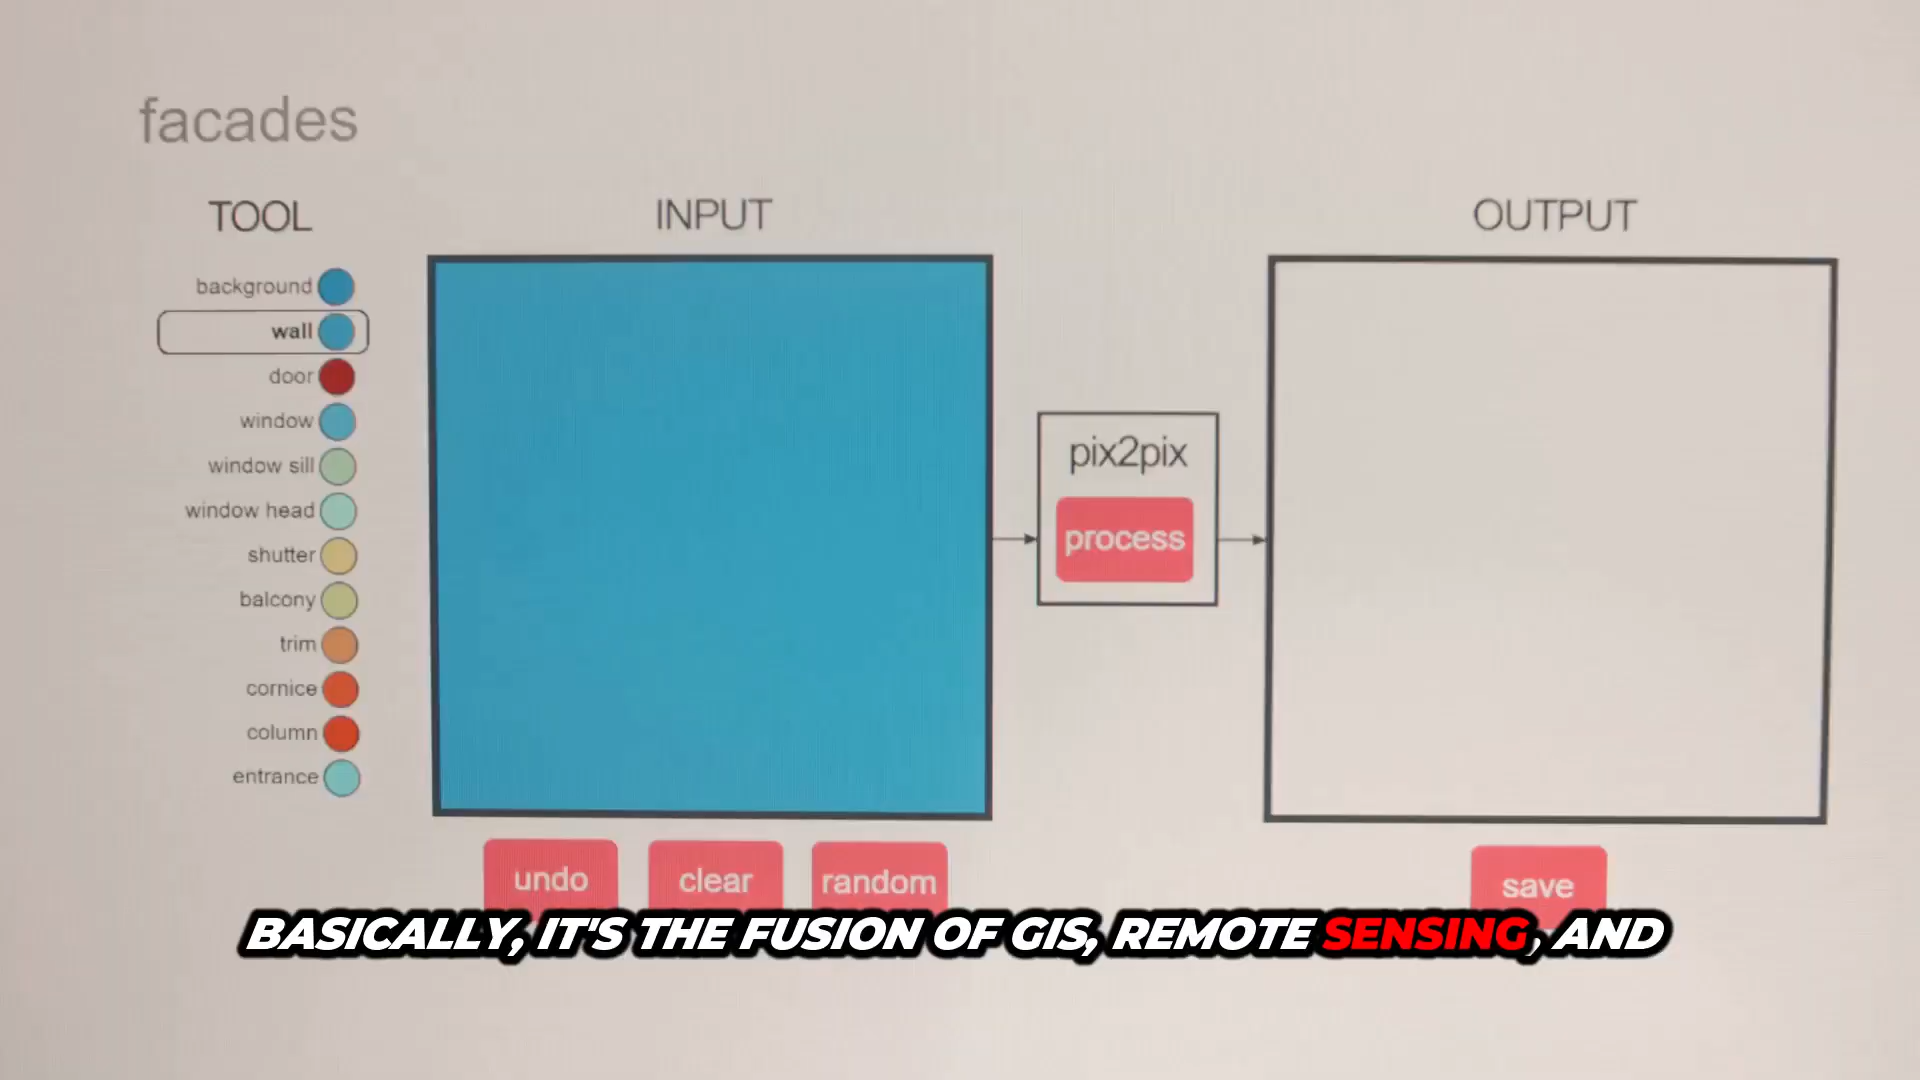 facades
TOOL
INPUT
OUTPUT
background
wall
door
window
window sill
window head
shutter
balcony
trim
cornice
column
entrance
pix2pix
process
undo
clear
random
save
BASICALLY, IT'S THE FUSION OF GIS, REMOTE SENSING, AND